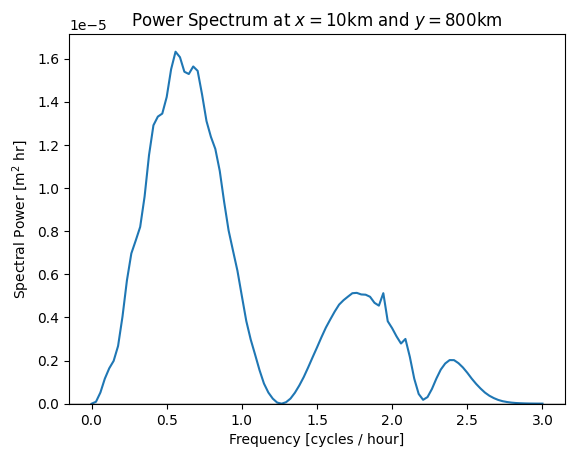 Power Spectrum at x = 10km and y = 800km
1e−5
Spectral Power [m² hr]
1.6
1.4
1.2
1.0
0.8
0.6
0.4
0.2
0.0
0.0 0.5 1.0 1.5 2.0 2.5 3.0
Frequency [cycles / hour]